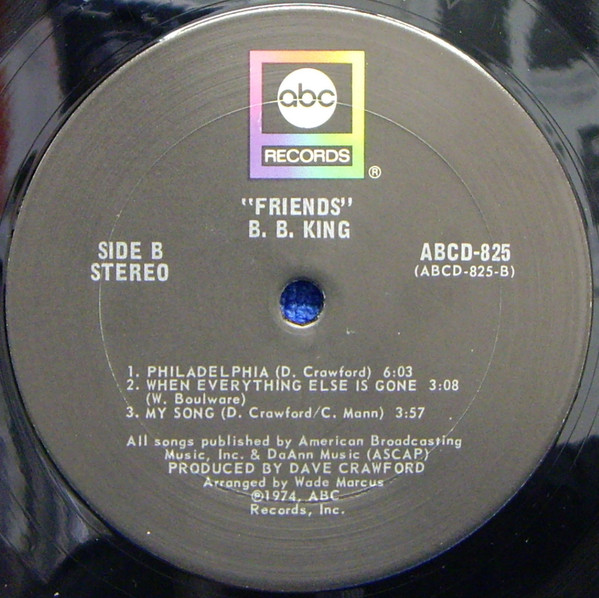 abc
RECORDS
®
"FRIENDS"
B. B. KING
SIDE B
STEREO
ABCD-825
(ABCD-825-B)
1. PHILADELPHIA (D. Crawford) 6:03
2. WHEN EVERYTHING ELSE IS GONE 3:08
(W. Boulware)
3. MY SONG (D. Crawford/C. Mann) 3:57
All songs published by American Broadcasting
Music, Inc. & DaAnn Music (ASCAP)
PRODUCED BY DAVE CRAWFORD
Arranged by Wade Marcus
℗1974, ABC
Records, Inc.